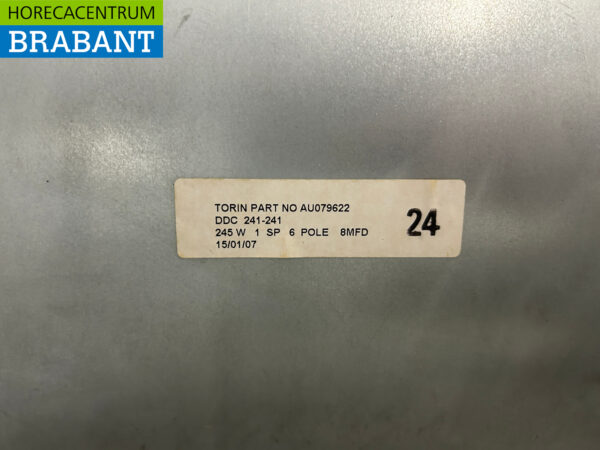 HORECACENTRUM
BRABANT
TORIN PART NO AU079622
DDC 241-241
245 W 1 SP 6 POLE 8MFD
15/01/07
24